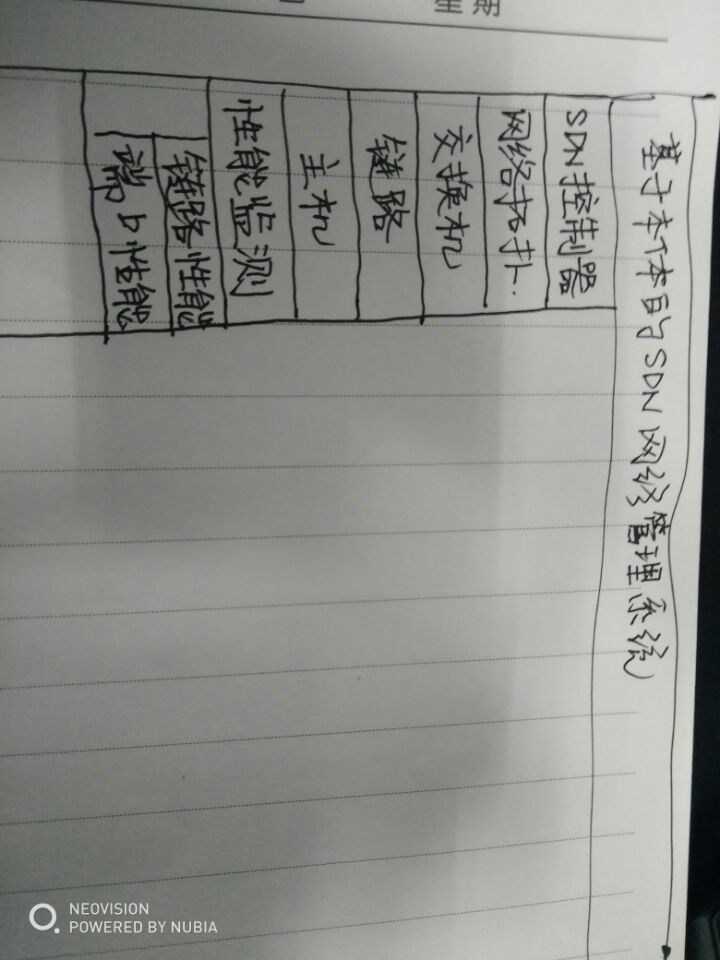 星期
基于本体的SDN网络管理系统
SDN控制器
网络拓扑.
交换机
链路
主机
性能监测
链路性能
端口性能
NEOVISION
POWERED BY NUBIA